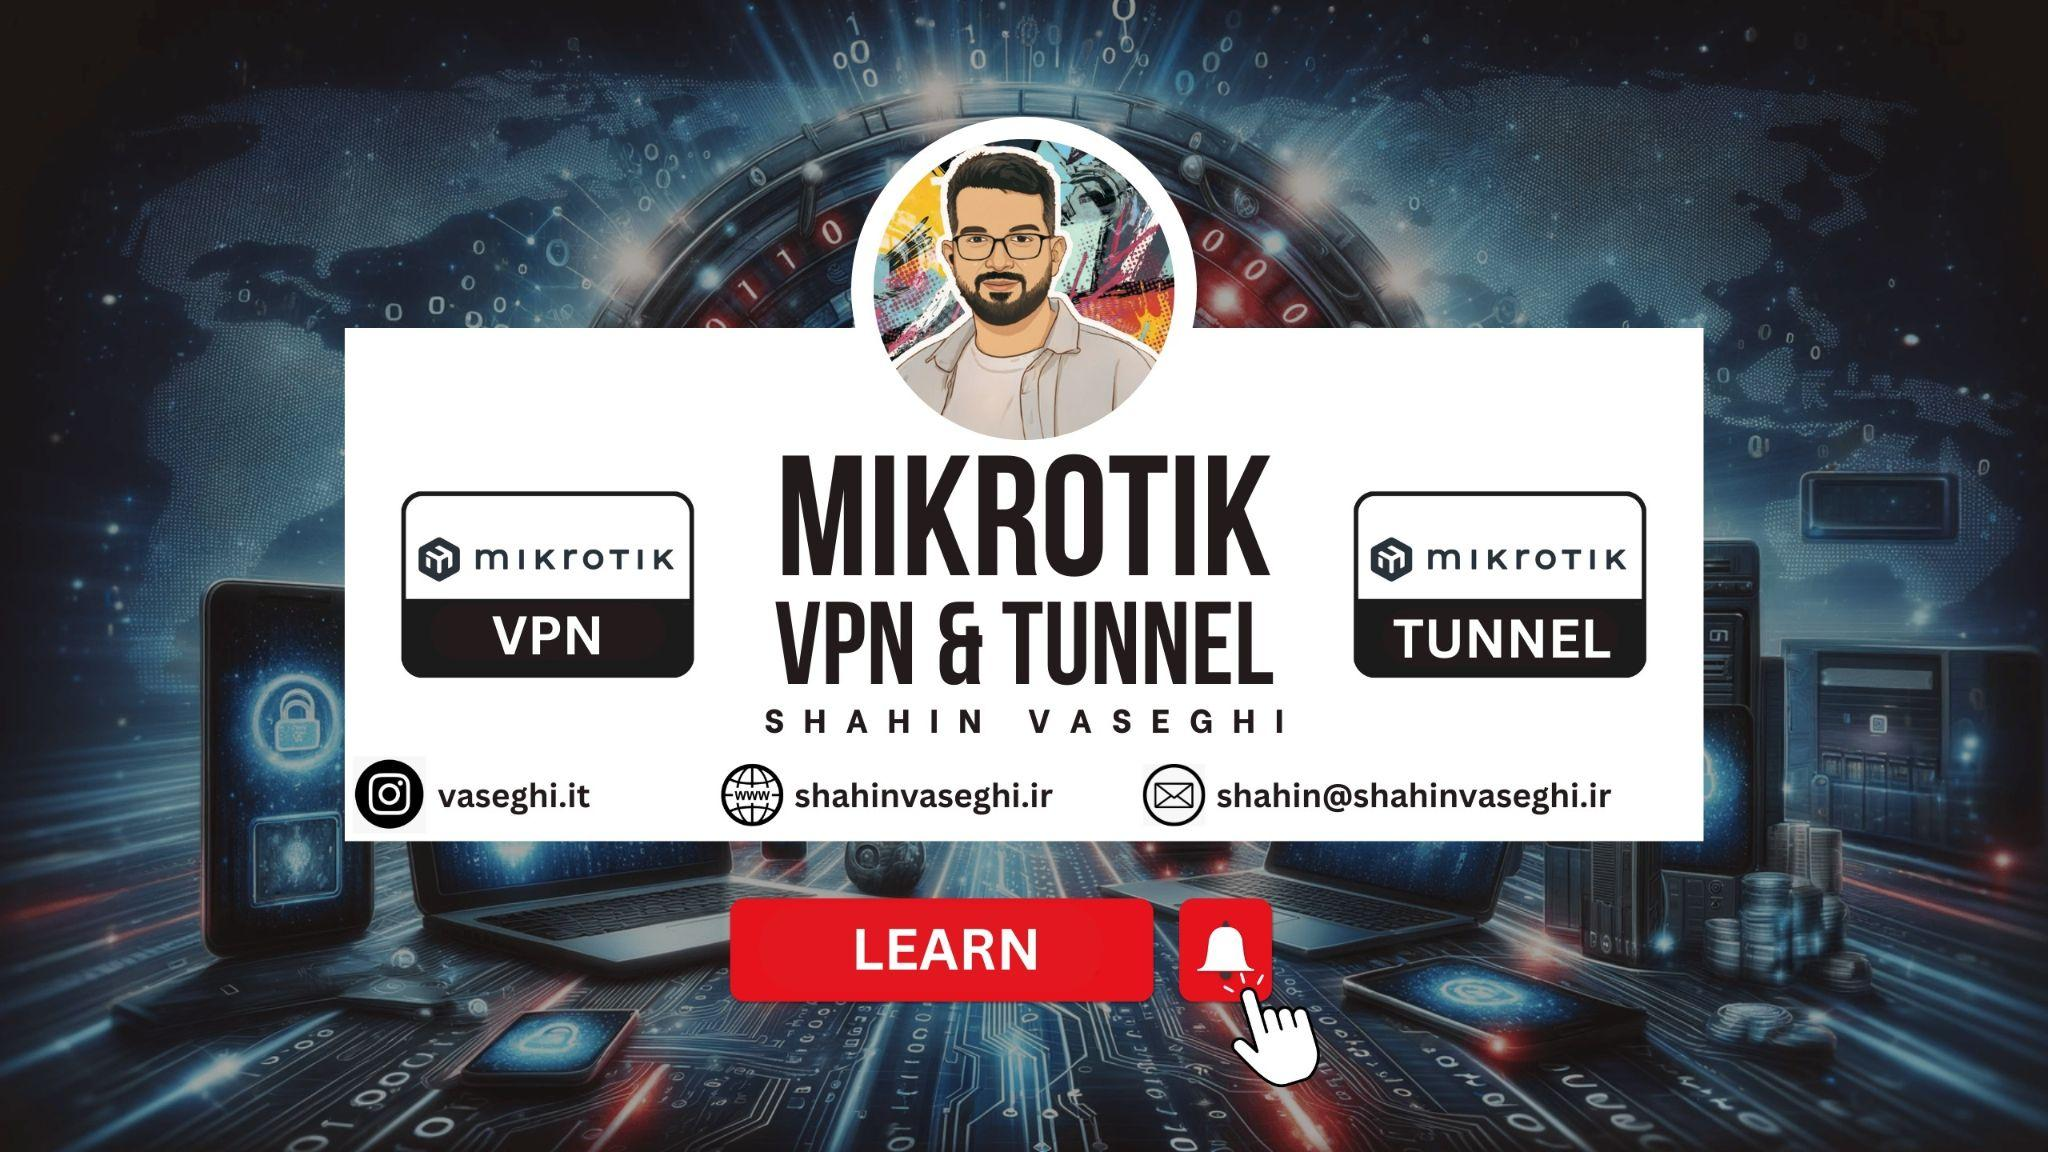 MIKROTIK
VPN
MIKROTIK
VPN & TUNNEL
SHAHIN VASEGHI
MIKROTIK
TUNNEL
vaseghi.it
www
shahinvaseghi.ir
shahin@shahinvaseghi.ir
LEARN